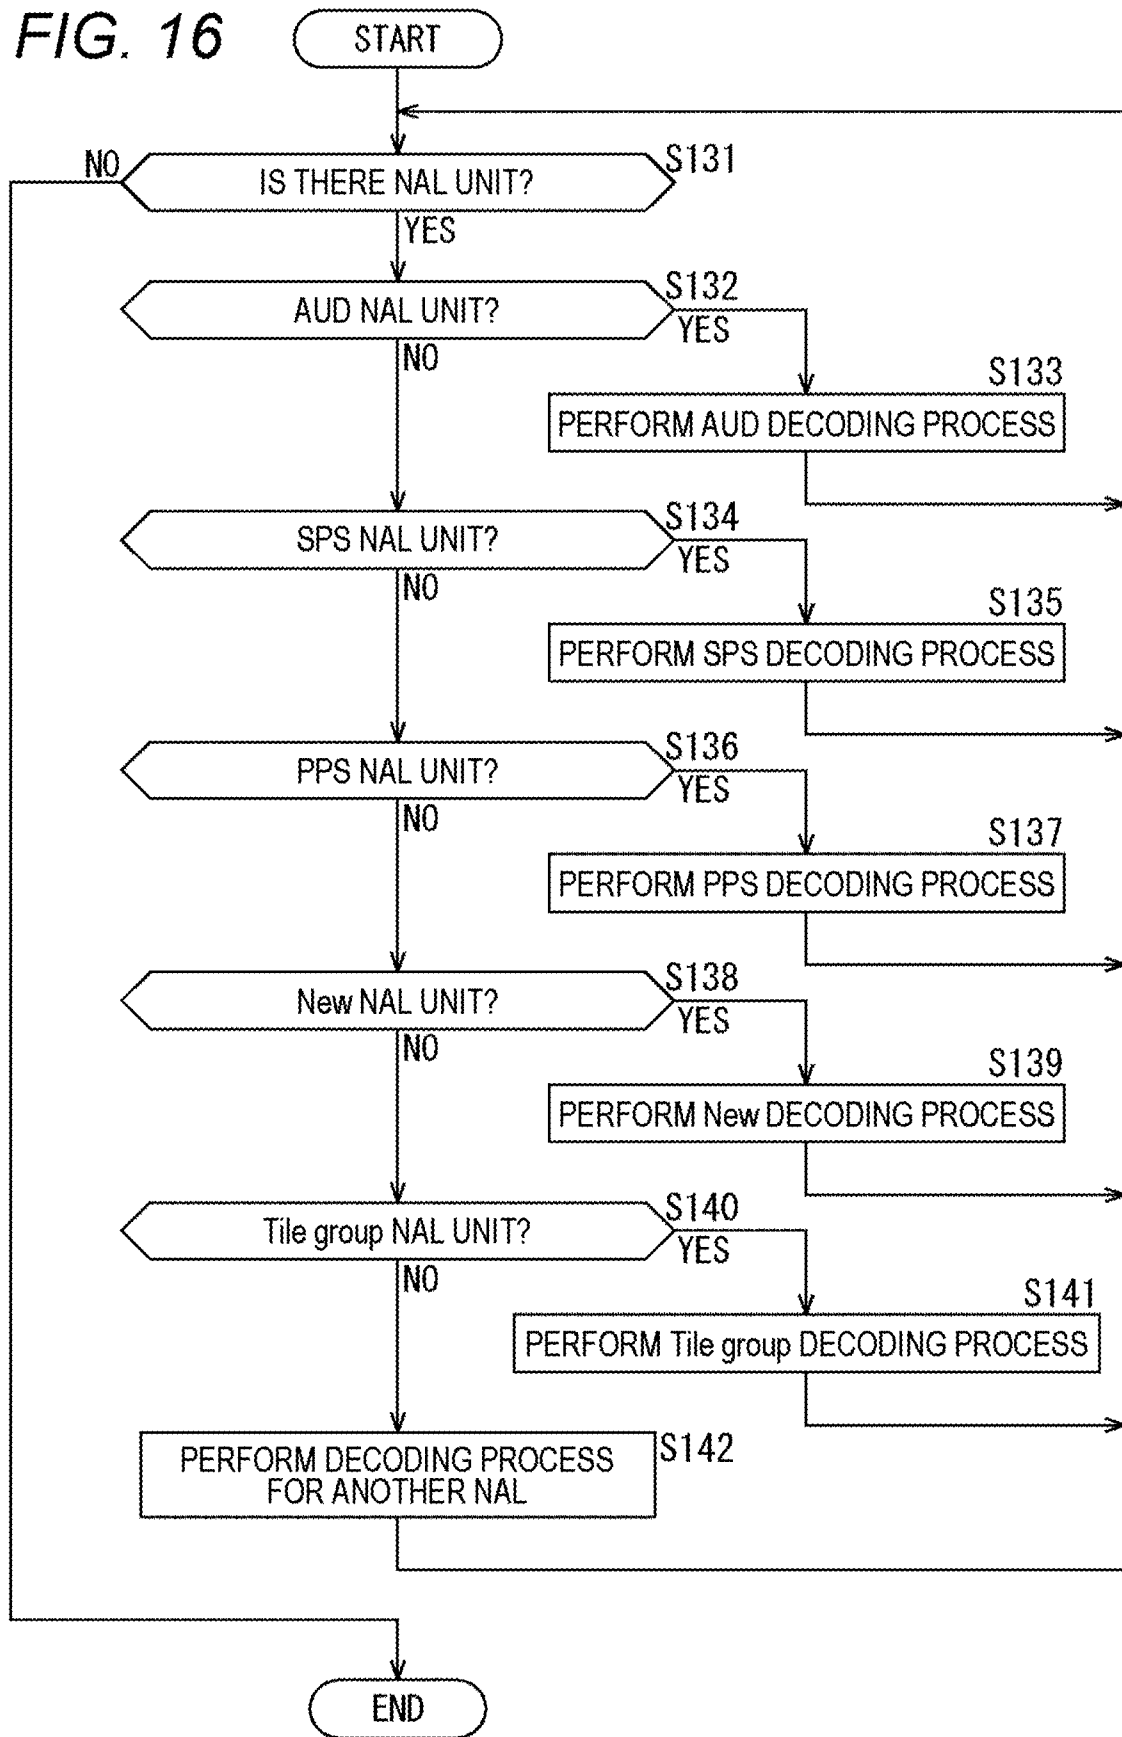 FIG. 16
START
NO
IS THERE NAL UNIT?
S131
YES
AUD NAL UNIT?
S132
YES
NO
S133
PERFORM AUD DECODING PROCESS
SPS NAL UNIT?
S134
YES
NO
S135
PERFORM SPS DECODING PROCESS
PPS NAL UNIT?
S136
YES
NO
S137
PERFORM PPS DECODING PROCESS
New NAL UNIT?
S138
YES
NO
S139
PERFORM New DECODING PROCESS
Tile group NAL UNIT?
S140
YES
NO
S141
PERFORM Tile group DECODING PROCESS
PERFORM DECODING PROCESS
FOR ANOTHER NAL
S142
END